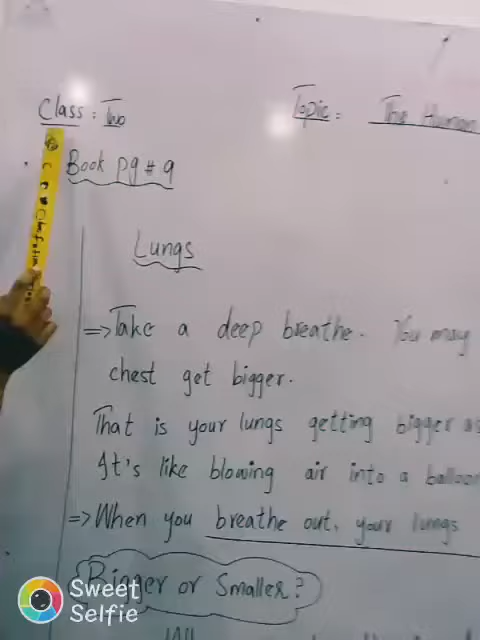 Class: Two
Topic: The Human
Book pg # 9
Lungs
⇒ Take a deep breathe. You may
chest get bigger.
That is your lungs getting bigger as
It's like blowing air into a balloon
⇒ When you breathe out, your lungs
Bigger or Smaller?
Sweet
Selfie